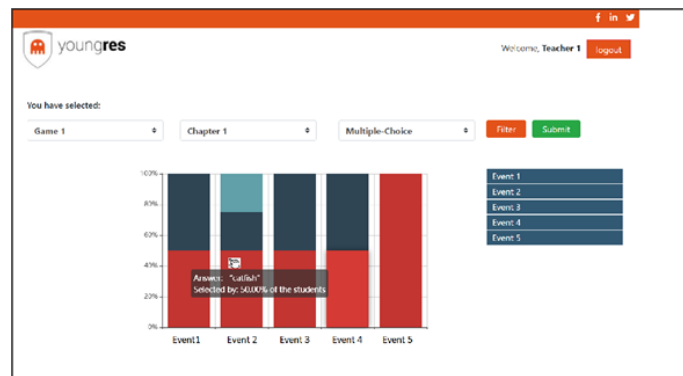 youngres
Welcome, Teacher 1
logout
You have selected:
Game 1
Chapter 1
Multiple-Choice
Filter
Submit
100%
80%
60%
40%
20%
0%
Answer: "catfish"
Selected by: 50.00% of the students
Event1
Event 2
Event 3
Event 4
Event 5
Event 1
Event 2
Event 3
Event 4
Event 5